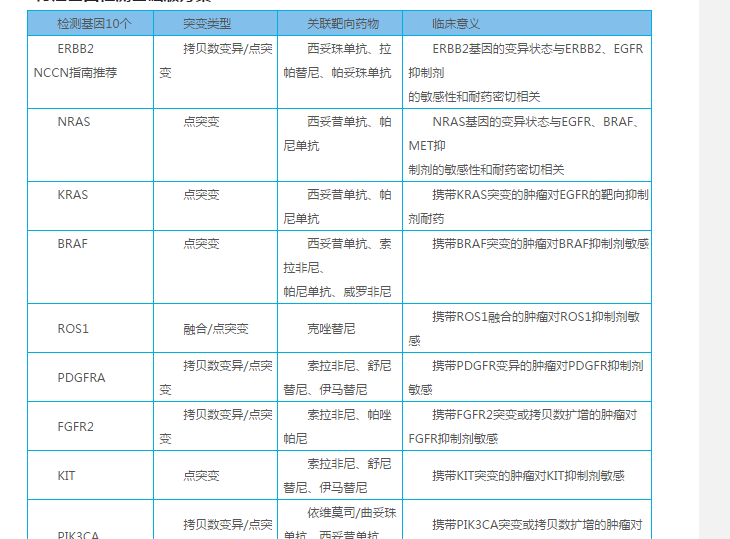 检测基因10个 突变类型 关联靶向药物 临床意义
ERBB2
NCCN指南推荐
拷贝数变异/点突
变
西妥珠单抗、拉
帕替尼、帕妥珠单抗
ERBB2基因的变异状态与ERBB2、EGFR
抑制剂
的敏感性和耐药密切相关
NRAS
点突变
西妥昔单抗、帕
尼单抗
NRAS基因的变异状态与EGFR、BRAF、
MET抑
制剂的敏感性和耐药密切相关
KRAS
点突变
西妥昔单抗、帕
尼单抗
携带KRAS突变的肿瘤对EGFR的靶向抑制
剂耐药
BRAF
点突变
西妥昔单抗、索
拉非尼、
帕尼单抗、威罗非尼
携带BRAF突变的肿瘤对BRAF抑制剂敏感
ROS1
融合/点突变
克唑替尼
携带ROS1融合的肿瘤对ROS1抑制剂敏
感
PDGFRA
拷贝数变异/点突
变
索拉非尼、舒尼
替尼、伊马替尼
携带PDGFR变异的肿瘤对PDGFR抑制剂
敏感
FGFR2
拷贝数变异/点突
变
索拉非尼、帕唑
帕尼
携带FGFR2突变或拷贝数扩增的肿瘤对
FGFR抑制剂敏感
KIT
点突变
索拉非尼、舒尼
替尼、伊马替尼
携带KIT突变的肿瘤对KIT抑制剂敏感
PIK3CA
拷贝数变异/点突
依维莫司/曲妥珠
单抗、西妥昔单抗
携带PIK3CA突变或拷贝数扩增的肿瘤对